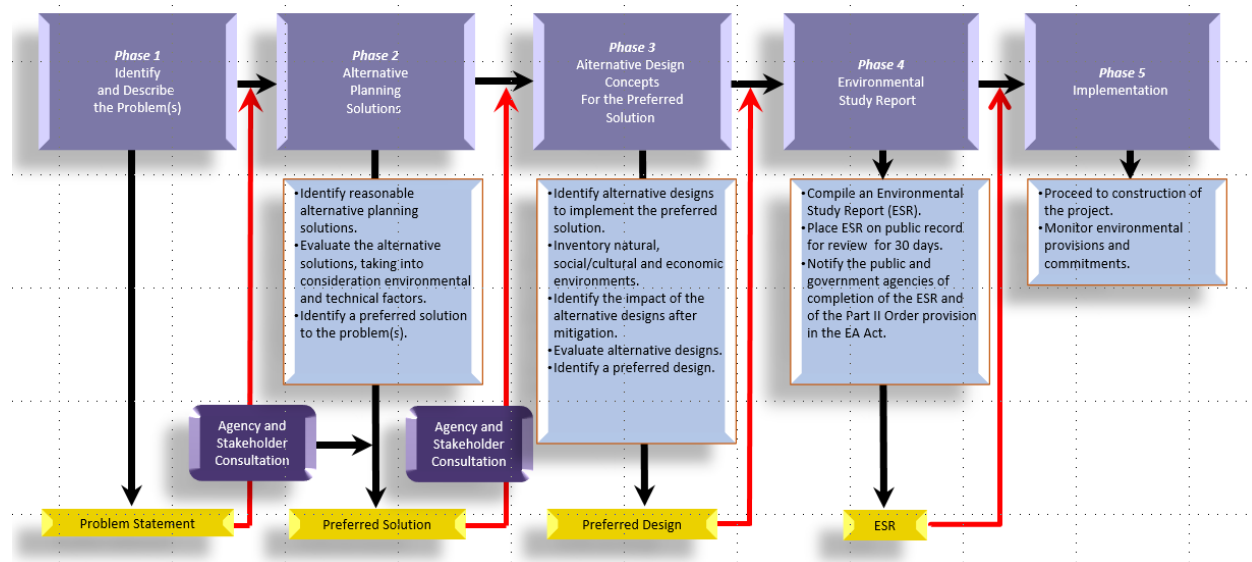 Phase 1
Identify
and Describe
the Problem(s)
Phase 2
Alternative
Planning
Solutions
Phase 3
Alternative Design
Concepts
For the Preferred
Solution
Phase 4
Environmental
Study Report
Phase 5
Implementation
•Identify reasonable
alternative planning
solutions.
•Evaluate the alternative
solutions, taking into
consideration environmental
and technical factors.
•Identify a preferred solution
to the problem(s).
•Identify alternative designs
to implement the preferred
solution.
•Inventory natural,
social/cultural and economic
environments.
•Identify the impact of the
alternative designs after
mitigation.
•Evaluate alternative designs.
•Identify a preferred design.
•Compile an Environmental
Study Report (ESR).
•Place ESR on public record
for review for 30 days.
•Notify the public and
government agencies of
completion of the ESR and
of the Part II Order provision
in the EA Act.
•Proceed to construction of
the project.
•Monitor environmental
provisions and
commitments.
Agency and
Stakeholder
Consultation
Agency and
Stakeholder
Consultation
Problem Statement
Preferred Solution
Preferred Design
ESR